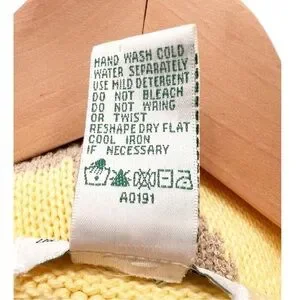 HAND WASH COLD
WATER SEPARATELY
USE MILD DETERGENT
DO NOT BLEACH
DO NOT WRING
OR TWIST
RESHAPE DRY FLAT
COOL IRON
IF NECESSARY
A0191